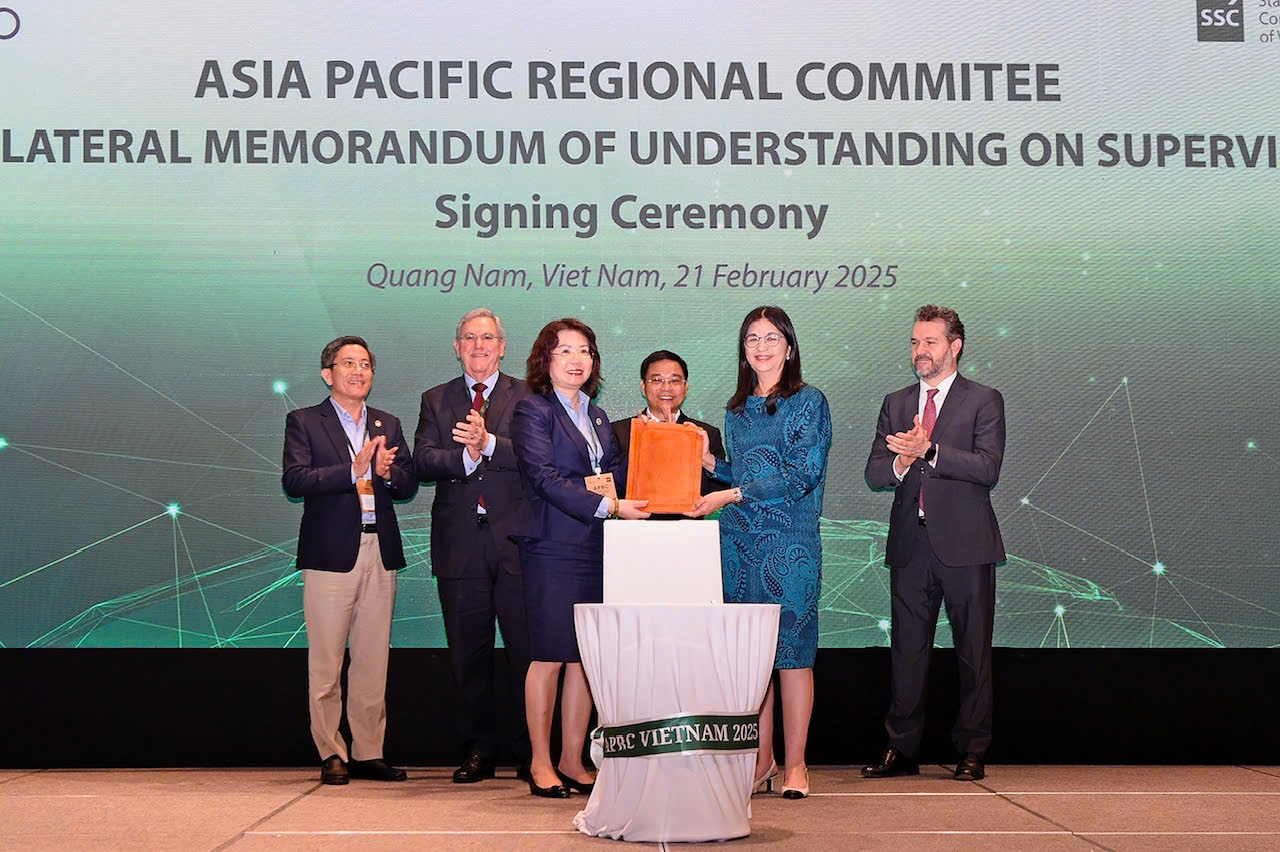 SSC
ASIA PACIFIC REGIONAL COMMITEE
LATERAL MEMORANDUM OF UNDERSTANDING ON SUPERVI
Signing Ceremony
Quang Nam, Viet Nam, 21 February 2025
APRC
APRC VIETNAM 2025